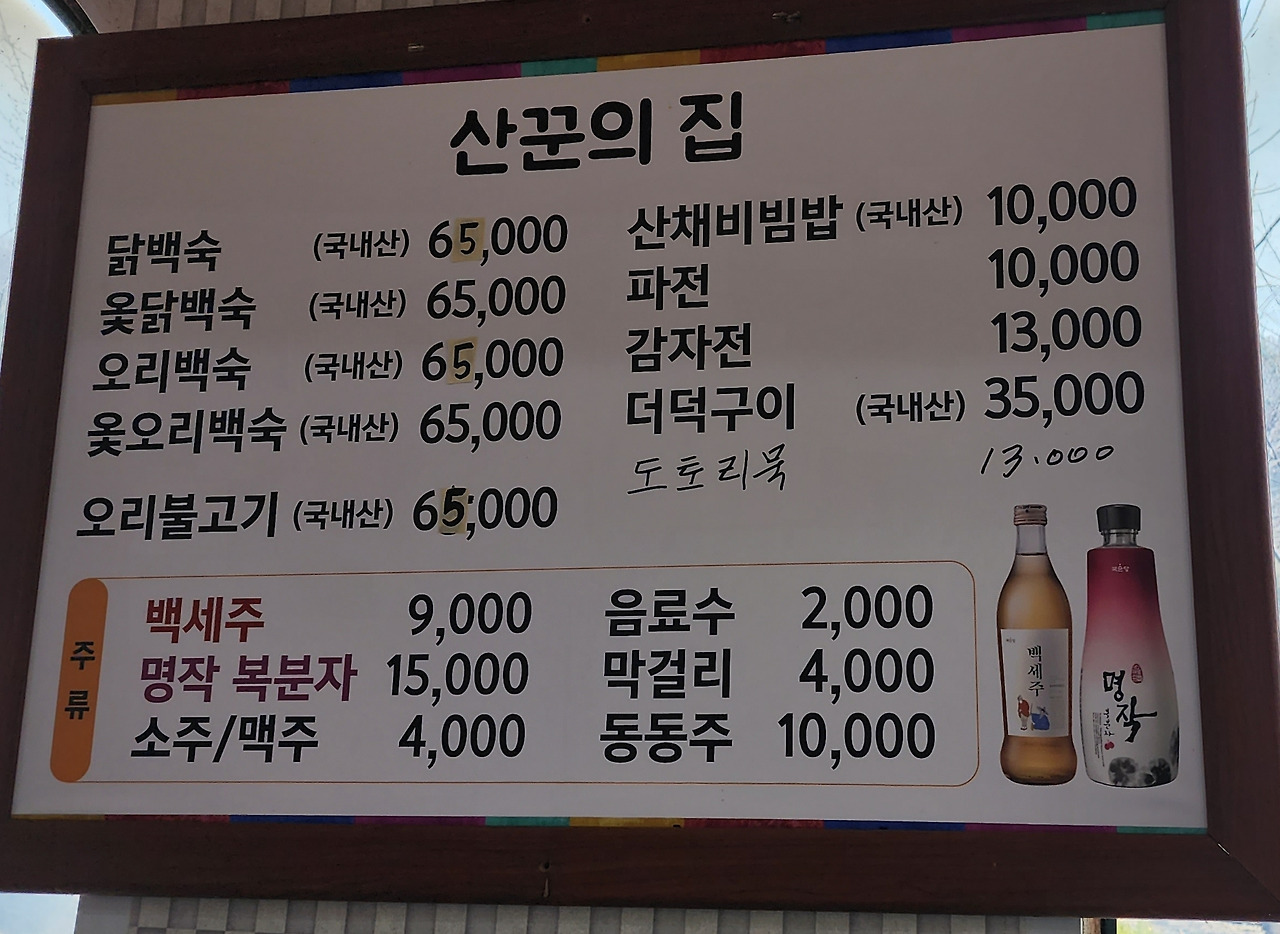 산꾼의 집
닭백숙 (국내산) 65,000
옻닭백숙 (국내산) 65,000
오리백숙 (국내산) 65,000
옻오리백숙 (국내산) 65,000
오리불고기 (국내산) 65,000
산채비빔밥 (국내산) 10,000
파전 10,000
감자전 13,000
더덕구이 (국내산) 35,000
도토리묵 13.000
주류
백세주 9,000
명작 복분자 15,000
소주/맥주 4,000
음료수 2,000
막걸리 4,000
동동주 10,000
백세주
명작
복분자